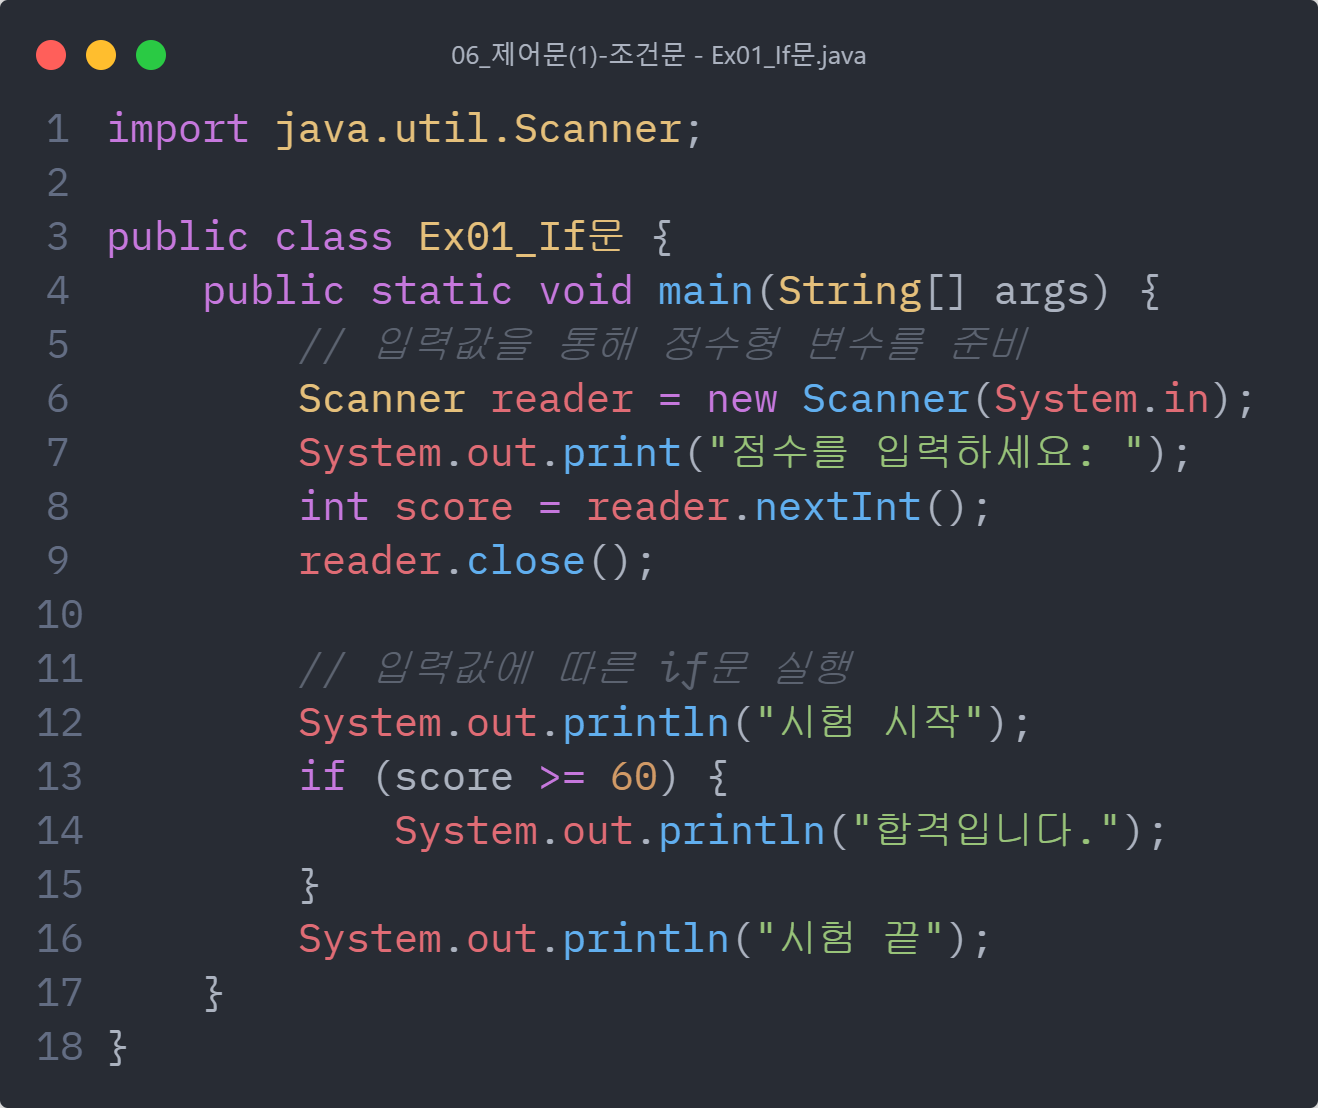 06_제어문(1)-조건문 - Ex01_If문.java
1 import java.util.Scanner;
2
3 public class Ex01_If문 {
4     public static void main(String[] args) {
5         // 입력값을 통해 정수형 변수를 준비
6         Scanner reader = new Scanner(System.in);
7         System.out.print("점수를 입력하세요: ");
8         int score = reader.nextInt();
9         reader.close();
10
11         // 입력값에 따른 if문 실행
12         System.out.println("시험 시작");
13         if (score >= 60) {
14             System.out.println("합격입니다.");
15         }
16         System.out.println("시험 끝");
17     }
18 }